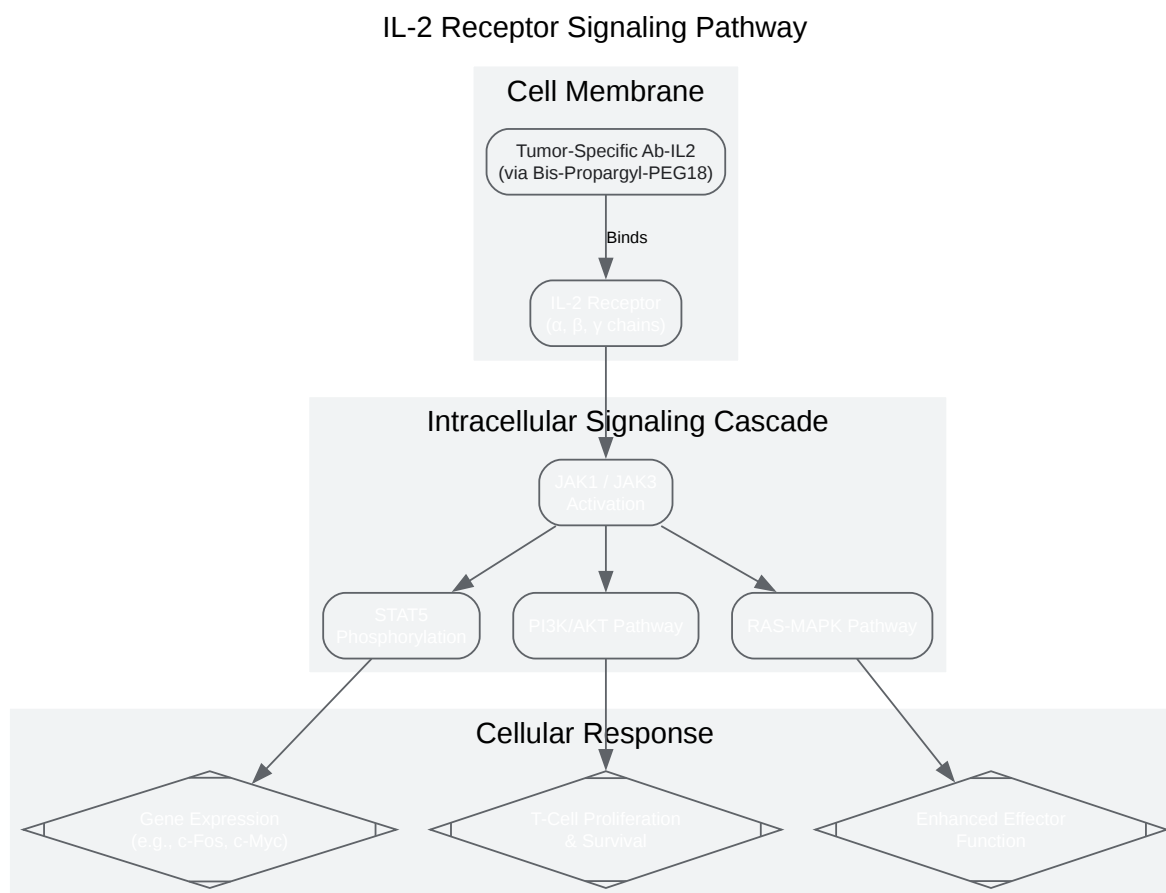 IL-2 Receptor Signaling Pathway
Cell Membrane
Tumor-Specific Ab-IL2
(via Bis-Propargyl-PEG18)
Binds
IL-2 Receptor
(α, β, γ chains)
Intracellular Signaling Cascade
JAK1 / JAK3
Activation
STAT5
Phosphorylation
PI3K/AKT Pathway
RAS-MAPK Pathway
Cellular Response
Gene Expression
(e.g., c-Fos, c-Myc)
T-Cell Proliferation
& Survival
Enhanced Effector
Function